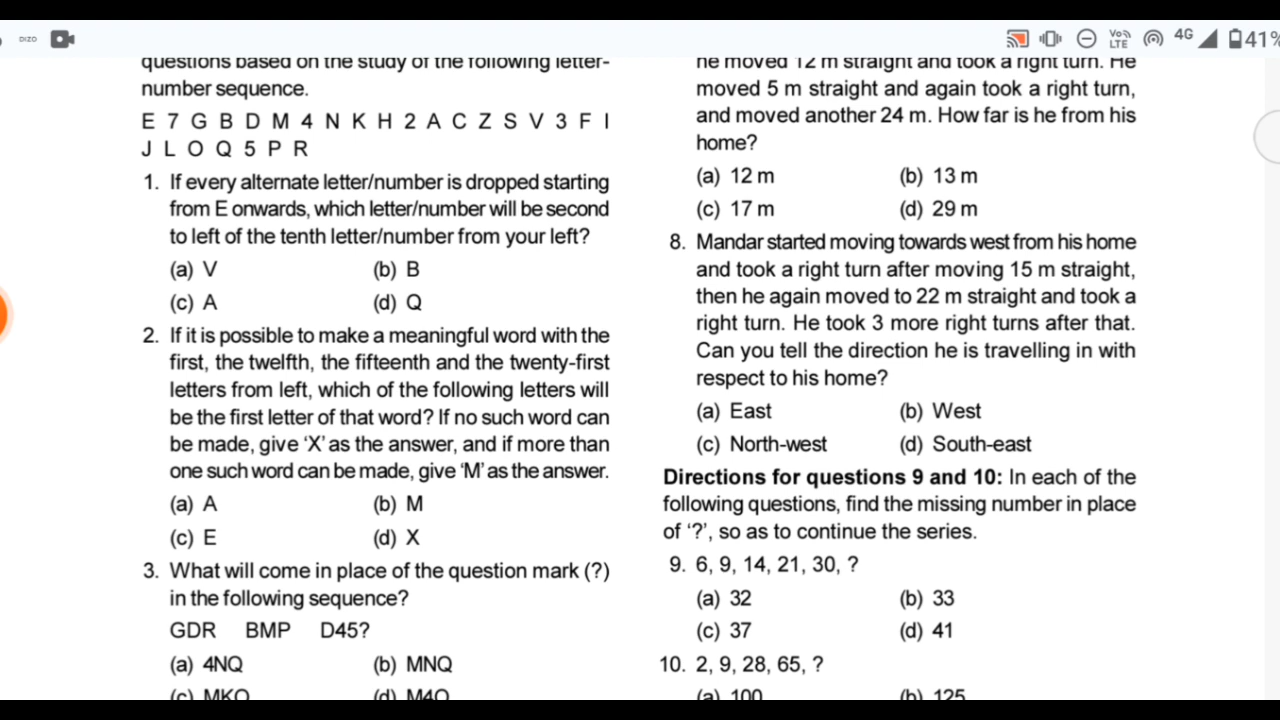 DIZO
Vo))
LTE
4G
41%
questions based on the study of the following letter-
number sequence.
E 7 G B D M 4 N K H 2 A C Z S V 3 F I
J L O Q 5 P R
1. If every alternate letter/number is dropped starting
from E onwards, which letter/number will be second
to left of the tenth letter/number from your left?
(a) V (b) B
(c) A (d) Q
2. If it is possible to make a meaningful word with the
first, the twelfth, the fifteenth and the twenty-first
letters from left, which of the following letters will
be the first letter of that word? If no such word can
be made, give ‘X’ as the answer, and if more than
one such word can be made, give ‘M’ as the answer.
(a) A (b) M
(c) E (d) X
3. What will come in place of the question mark (?)
in the following sequence?
GDR BMP D45?
(a) 4NQ (b) MNQ
(c) MKQ (d) M4Q
he moved 12 m straight and took a right turn. He
moved 5 m straight and again took a right turn,
and moved another 24 m. How far is he from his
home?
(a) 12 m (b) 13 m
(c) 17 m (d) 29 m
8. Mandar started moving towards west from his home
and took a right turn after moving 15 m straight,
then he again moved to 22 m straight and took a
right turn. He took 3 more right turns after that.
Can you tell the direction he is travelling in with
respect to his home?
(a) East (b) West
(c) North-west (d) South-east
Directions for questions 9 and 10: In each of the
following questions, find the missing number in place
of ‘?’, so as to continue the series.
9. 6, 9, 14, 21, 30, ?
(a) 32 (b) 33
(c) 37 (d) 41
10. 2, 9, 28, 65, ?
(a) 100 (b) 125